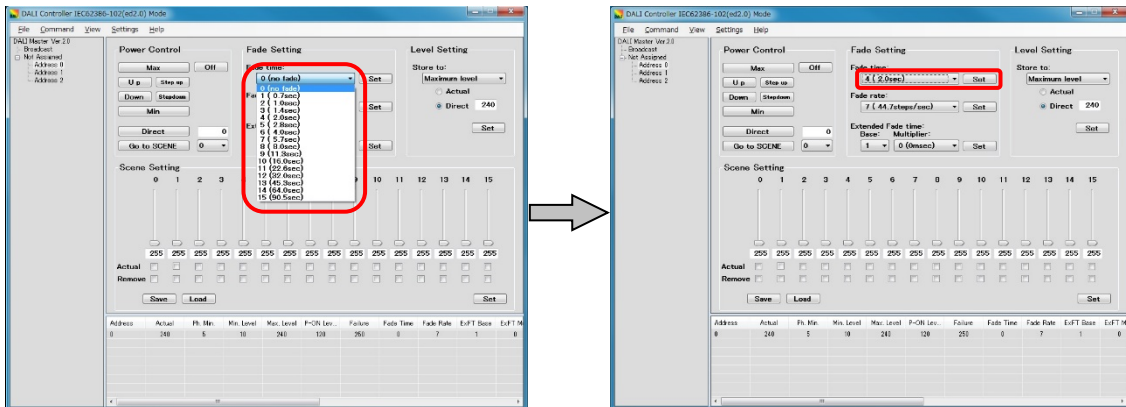 DALI Controller IEC62386-102(ed2.0) Mode
File Command View Settings Help
DALI Master Ver.2.0
Broadcast
Not Assigned
Address 0
Address 1
Address 2
Power Control
Max Off
Up Step up
Down Stepdown
Min
Direct 0
Go to SCENE 0
Fade Setting
Fade time:
0 (no fade) Set
0 (no fade)
1 ( 0.7sec)
2 ( 1.0sec)
3 ( 1.4sec)
4 ( 2.0sec)
5 ( 2.8sec)
6 ( 4.0sec)
7 ( 5.7sec)
8 ( 8.0sec)
9 (11.3sec)
10 (16.0sec)
11 (22.6sec)
12 (32.0sec)
13 (45.3sec)
14 (64.0sec)
15 (90.5sec)
Set
Set
Level Setting
Store to:
Maximum level
Actual
Direct 240
Set
Scene Setting
0 1 2 3 10 11 12 13 14 15
255 255 255 255 255 255 255 255 255 255 255 255 255 255 255 255
Actual
Remove
Save Load Set
Address Actual Ph. Min. Min. Level Max. Level P-ON Lev... Failure Fade Time Fade Rate ExFT Base ExFT M
0 240 5 10 240 120 250 0 7 1 0
DALI Controller IEC62386-102(ed2.0) Mode
File Command View Settings Help
DALI Master Ver.2.0
Broadcast
Not Assigned
Address 0
Address 1
Address 2
Power Control
Max Off
Up Step up
Down Stepdown
Min
Direct 0
Go to SCENE 0
Fade Setting
Fade time:
4 ( 2.0sec) Set
Fade rate:
7 ( 44.7steps/sec) Set
Extended Fade time:
Base: Multiplier:
1 0 (0msec) Set
Level Setting
Store to:
Maximum level
Actual
Direct 240
Set
Scene Setting
0 1 2 3 4 5 6 7 8 9 10 11 12 13 14 15
255 255 255 255 255 255 255 255 255 255 255 255 255 255 255 255
Actual
Remove
Save Load Set
Address Actual Ph. Min. Min. Level Max. Level P-ON Lev... Failure Fade Time Fade Rate ExFT Base ExFT M
0 240 5 10 240 120 250 0 7 1 0